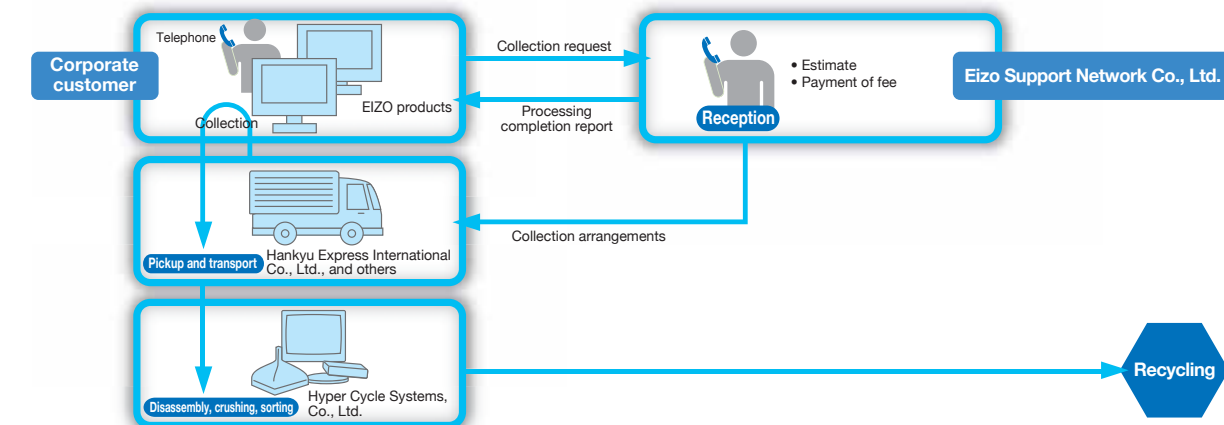 Telephone
Corporate
customer
EIZO products
Collection
Collection request
Processing
completion report
• Estimate
• Payment of fee
Reception
Eizo Support Network Co., Ltd.
Collection arrangements
Pickup and transport
Hankyu Express International
Co., Ltd., and others
Disassembly, crushing, sorting
Hyper Cycle Systems,
Co., Ltd.
Recycling